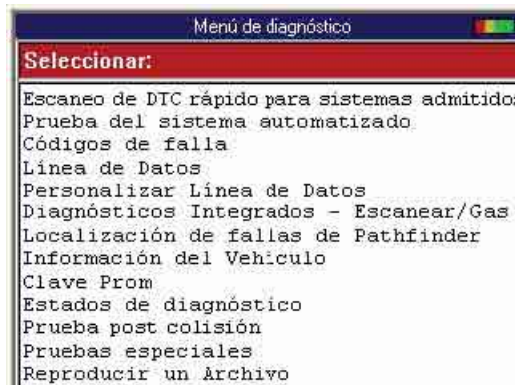 Menú de diagnóstico
Seleccionar:
Escaneo de DTC rápido para sistemas admitidos
Prueba del sistema automatizado
Códigos de falla
Línea de Datos
Personalizar Línea de Datos
Diagnósticos Integrados - Escanear/Gas
Localización de fallas de Pathfinder
Información del Vehículo
Clave Prom
Estados de diagnóstico
Prueba post colisión
Pruebas especiales
Reproducir un Archivo